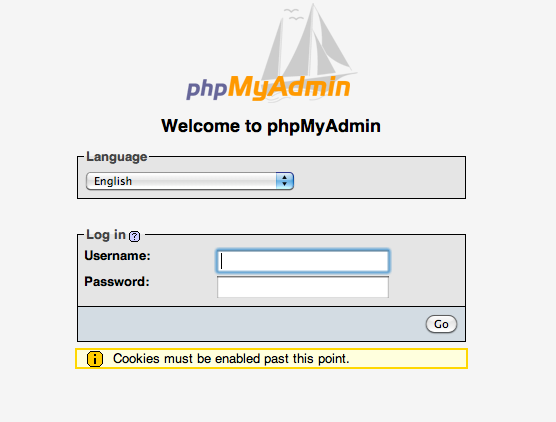 phpMyAdmin
Welcome to phpMyAdmin
Language
English
Log in ?
Username:
Password:
Go
i Cookies must be enabled past this point.